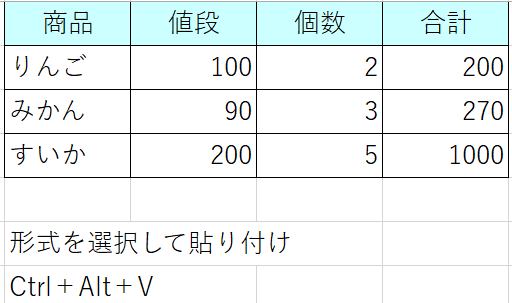 商品 値段 個数 合計
りんご 100 2 200
みかん 90 3 270
すいか 200 5 1000
形式を選択して貼り付け
Ctrl＋Alt＋V